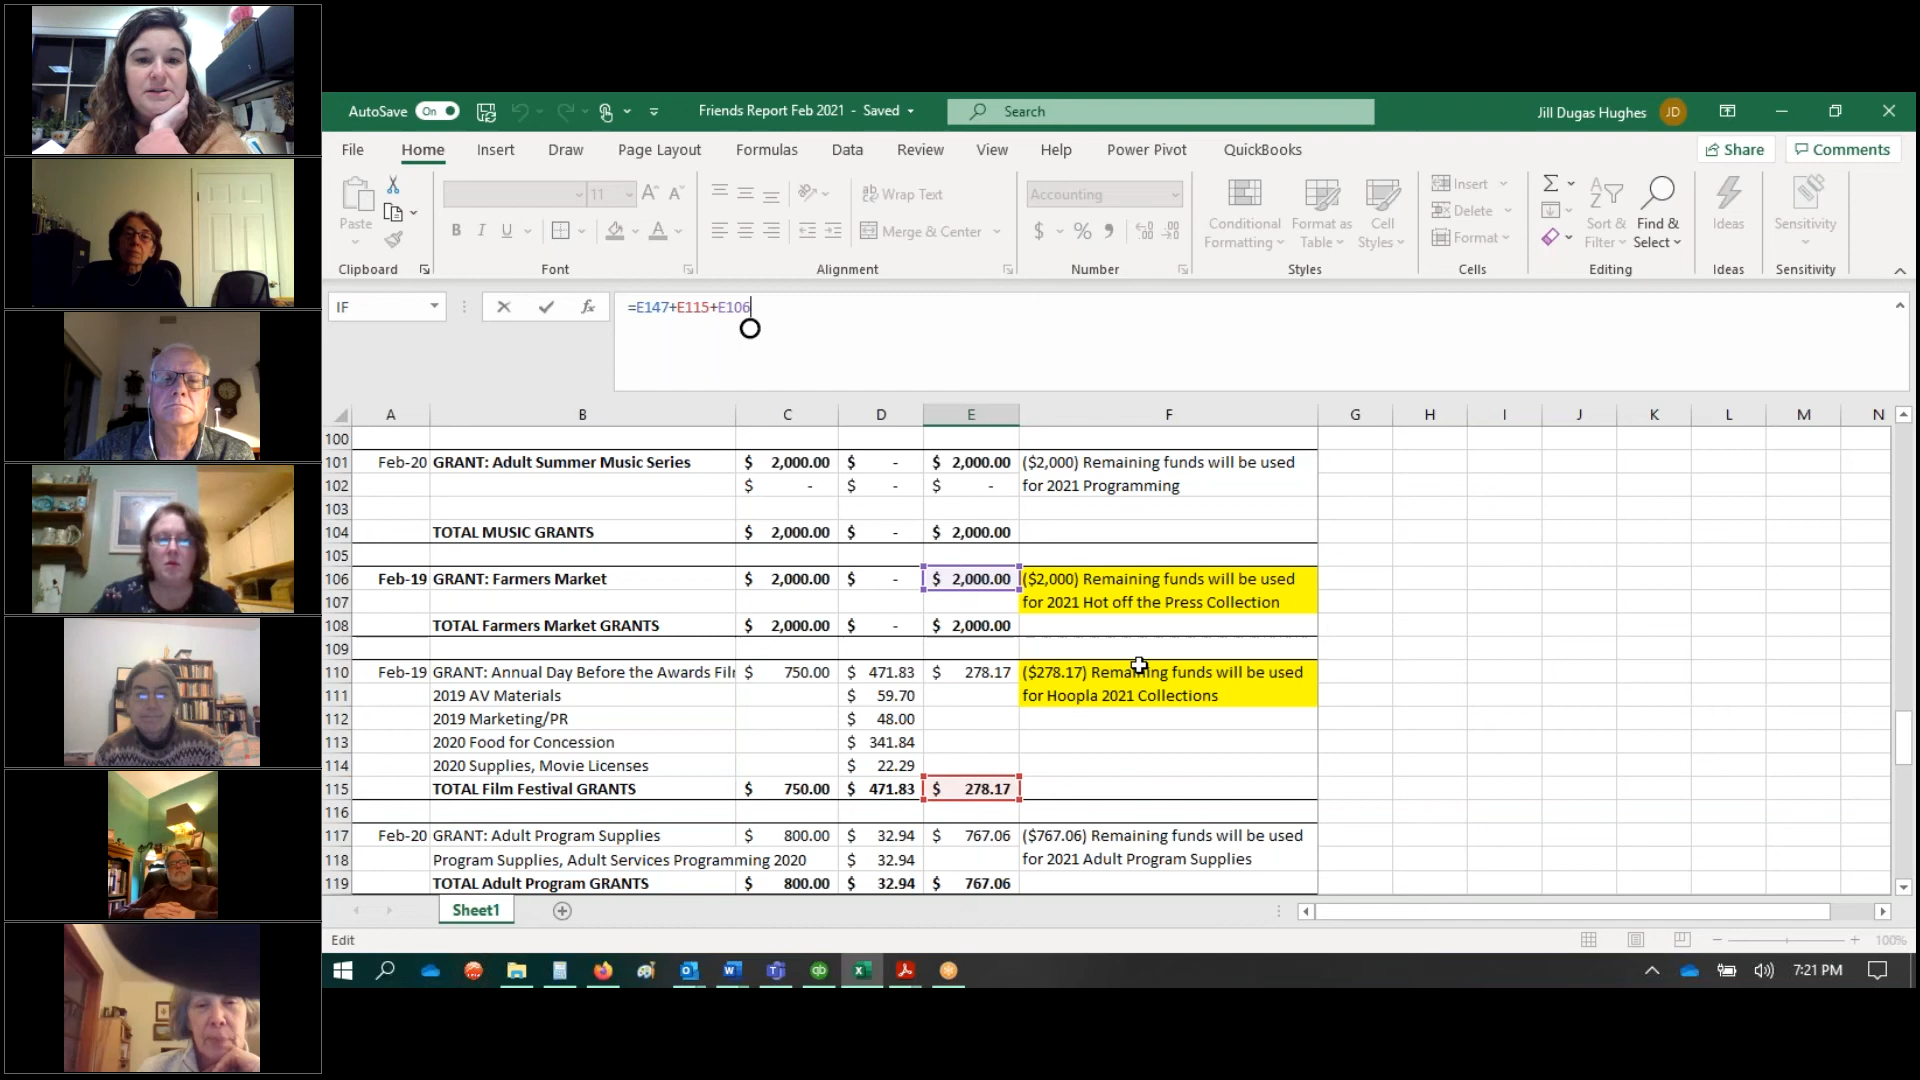 AutoSave On Friends Report Feb 2021 - Saved Search Jill Dugas Hughes JD
File Home Insert Draw Page Layout Formulas Data Review View Help Power Pivot QuickBooks Share Comments
Paste
11
B I U
ab Wrap Text
Merge & Center
Accounting
$ % 9
Conditional Formatting
Format as Table
Cell Styles
Insert
Delete
Format
Sort & Filter
Find & Select
Ideas
Sensitivity
Clipboard Font Alignment Number Styles Cells Editing Ideas Sensitivity
IF fx =E147+E115+E106
A B C D E F G H I J K L M N
100
101 Feb-20 GRANT: Adult Summer Music Series $ 2,000.00 $ - $ 2,000.00 ($2,000) Remaining funds will be used
102 $ - $ - $ - for 2021 Programming
103
104 TOTAL MUSIC GRANTS $ 2,000.00 $ - $ 2,000.00
105
106 Feb-19 GRANT: Farmers Market $ 2,000.00 $ - $ 2,000.00 ($2,000) Remaining funds will be used
107 for 2021 Hot off the Press Collection
108 TOTAL Farmers Market GRANTS $ 2,000.00 $ - $ 2,000.00
109
110 Feb-19 GRANT: Annual Day Before the Awards Fil $ 750.00 $ 471.83 $ 278.17 ($278.17) Remaining funds will be used
111 2019 AV Materials $ 59.70 for Hoopla 2021 Collections
112 2019 Marketing/PR $ 48.00
113 2020 Food for Concession $ 341.84
114 2020 Supplies, Movie Licenses $ 22.29
115 TOTAL Film Festival GRANTS $ 750.00 $ 471.83 $ 278.17
116
117 Feb-20 GRANT: Adult Program Supplies $ 800.00 $ 32.94 $ 767.06 ($767.06) Remaining funds will be used
118 Program Supplies, Adult Services Programming 2020 $ 32.94 for 2021 Adult Program Supplies
119 TOTAL Adult Program GRANTS $ 800.00 $ 32.94 $ 767.06
Sheet1
Edit 100%
7:21 PM